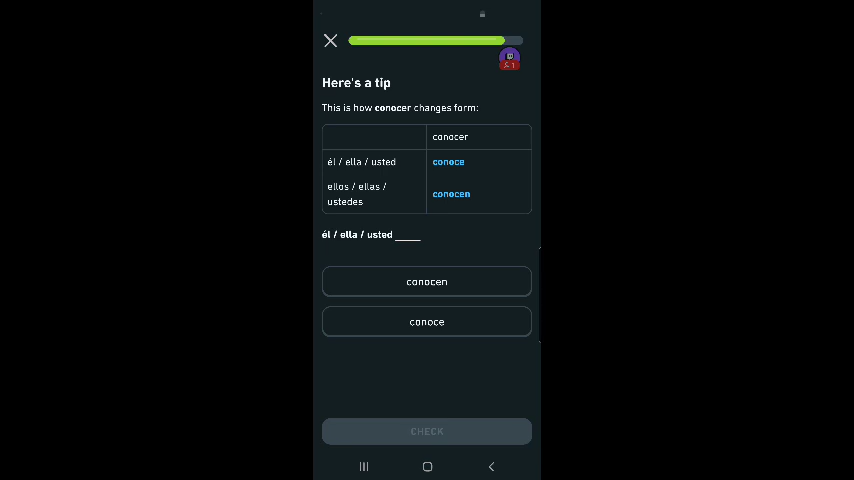 1
Here's a tip
This is how conocer changes form:
conocer
él / ella / usted conoce
ellos / ellas /
ustedes conocen
él / ella / usted _____
conocen
conoce
CHECK